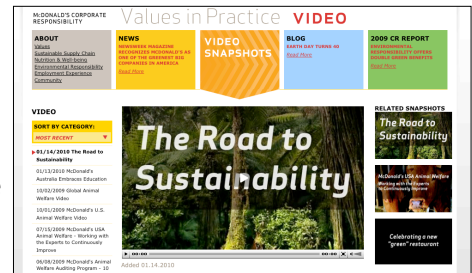 McDONALD'S CORPORATE
RESPONSIBILITY
Values in Practice VIDEO
ABOUT
Values
Sustainable Supply Chain
Nutrition & Well-being
Environmental Responsibility
Employment Experience
Community
NEWS
NEWSWEEK MAGAZINE
RECOGNIZES MCDONALD'S AS
ONE OF THE GREENEST BIG
COMPANIES IN AMERICA
Read More
VIDEO
SNAPSHOTS
BLOG
EARTH DAY TURNS 40
Read More
2009 CR REPORT
ENVIRONMENTAL
RESPONSIBILITY OFFERS
DOUBLE GREEN BENEFITS
Read More
VIDEO
SORT BY CATEGORY:
MOST RECENT
01/14/2010 The Road to
Sustainability
01/13/2010 McDonald's
Australia Embraces Education
10/02/2009 Global Animal
Welfare Video
10/01/2009 McDonald's U.S.
Animal Welfare Video
07/15/2009 McDonald's USA
Animal Welfare - Working with
the Experts to Continuously
Improve
06/08/2009 McDonald's Animal
Welfare Auditing Program - 10
The Road to
Sustainability
00:00
00:00
Added 01.14.2010
RELATED SNAPSHOTS
The Road to
Sustainability
McDonald's USA Animal Welfare
Working with the Experts
to Continuously Improve
Celebrating a new
"green" restaurant